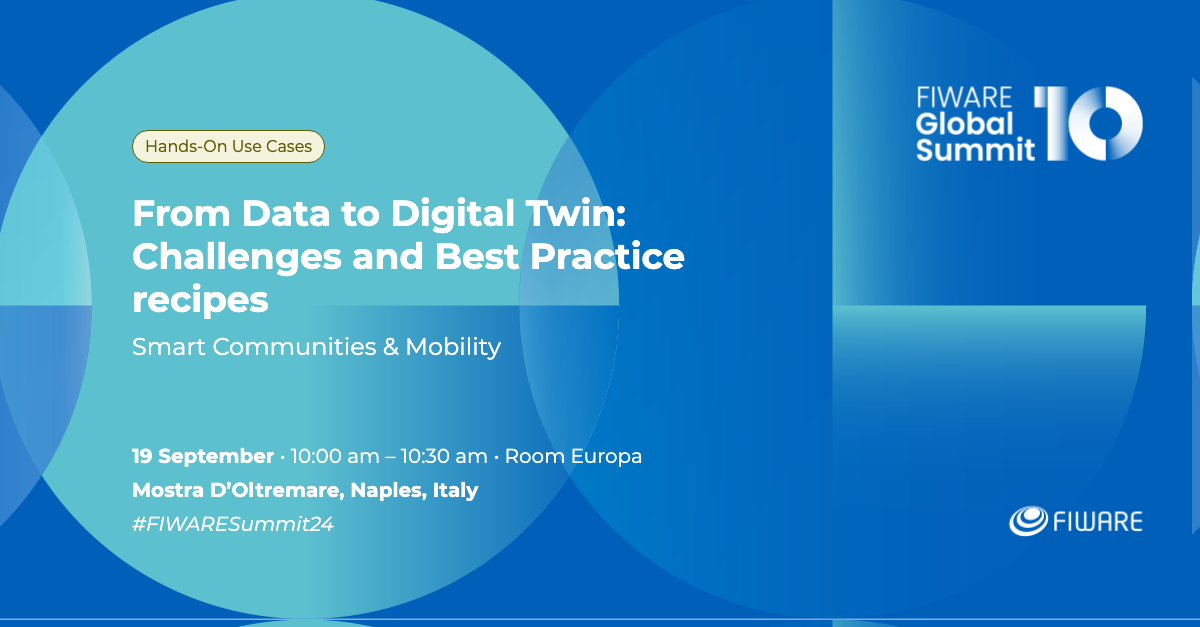 FIWARE
Global
Summit 10
Hands-On Use Cases
From Data to Digital Twin:
Challenges and Best Practice
recipes
Smart Communities & Mobility
19 September · 10:00 am – 10:30 am · Room Europa
Mostra D’Oltremare, Naples, Italy
#FIWARESummit24
FIWARE